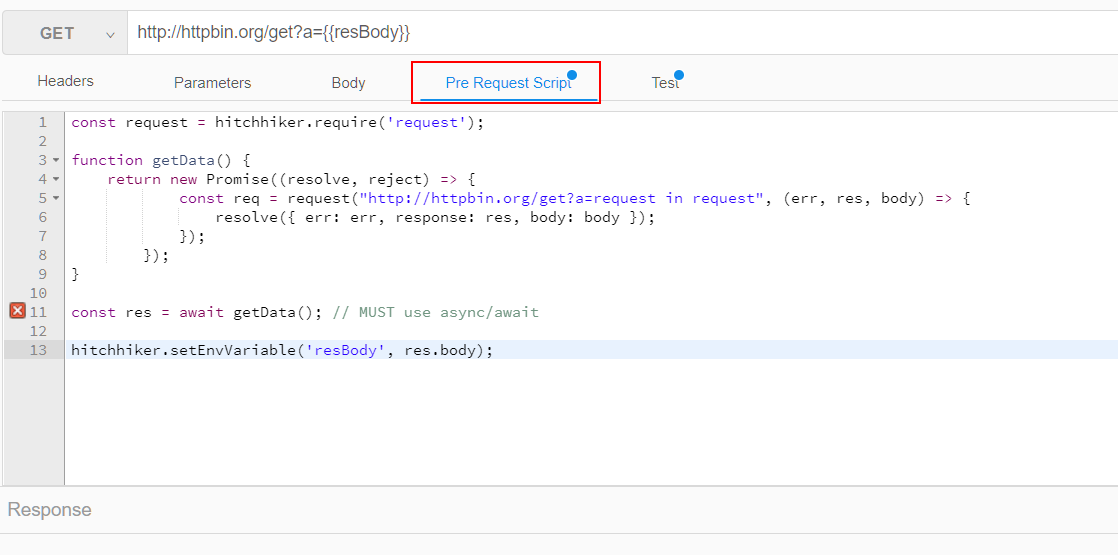 GET http://httpbin.org/get?a={{resBody}}
Headers Parameters Body Pre Request Script Test
1 const request = hitchhiker.require('request');
2
3 function getData() {
4 return new Promise((resolve, reject) => {
5 const req = request("http://httpbin.org/get?a=request in request", (err, res, body) => {
6 resolve({ err: err, response: res, body: body });
7 });
8 });
9 }
10
11 const res = await getData(); // MUST use async/await
12
13 hitchhiker.setEnvVariable('resBody', res.body);
Response